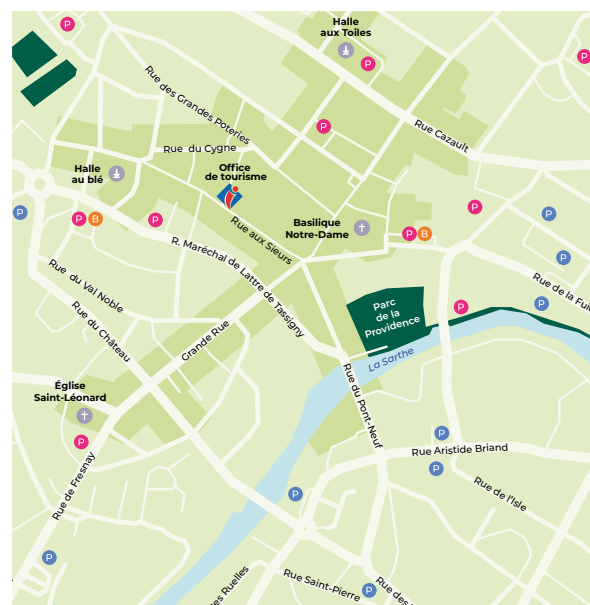 P
Halle
aux Toiles
P
P
Rue des Grandes Poteries
P
Rue Cazault
Rue du Cygne
Halle
au blé
Office
de tourisme
P
P
B
P
Rue aux Sieurs
Basilique
Notre-Dame
P
B
P
P
P
R. Maréchal de Lattre de Tassigny
Rue du Val Noble
Rue de la Fuie
P
P
Parc
de la
Providence
Rue du Château
Grande Rue
La Sarthe
Église
Saint-Léonard
Rue du Pont-Neuf
P
P
Rue Aristide Briand
P
Rue de Fresnay
P
Rue de l'Isle
P
Rue Saint-Pierre
P
res Ruelles
Rue des